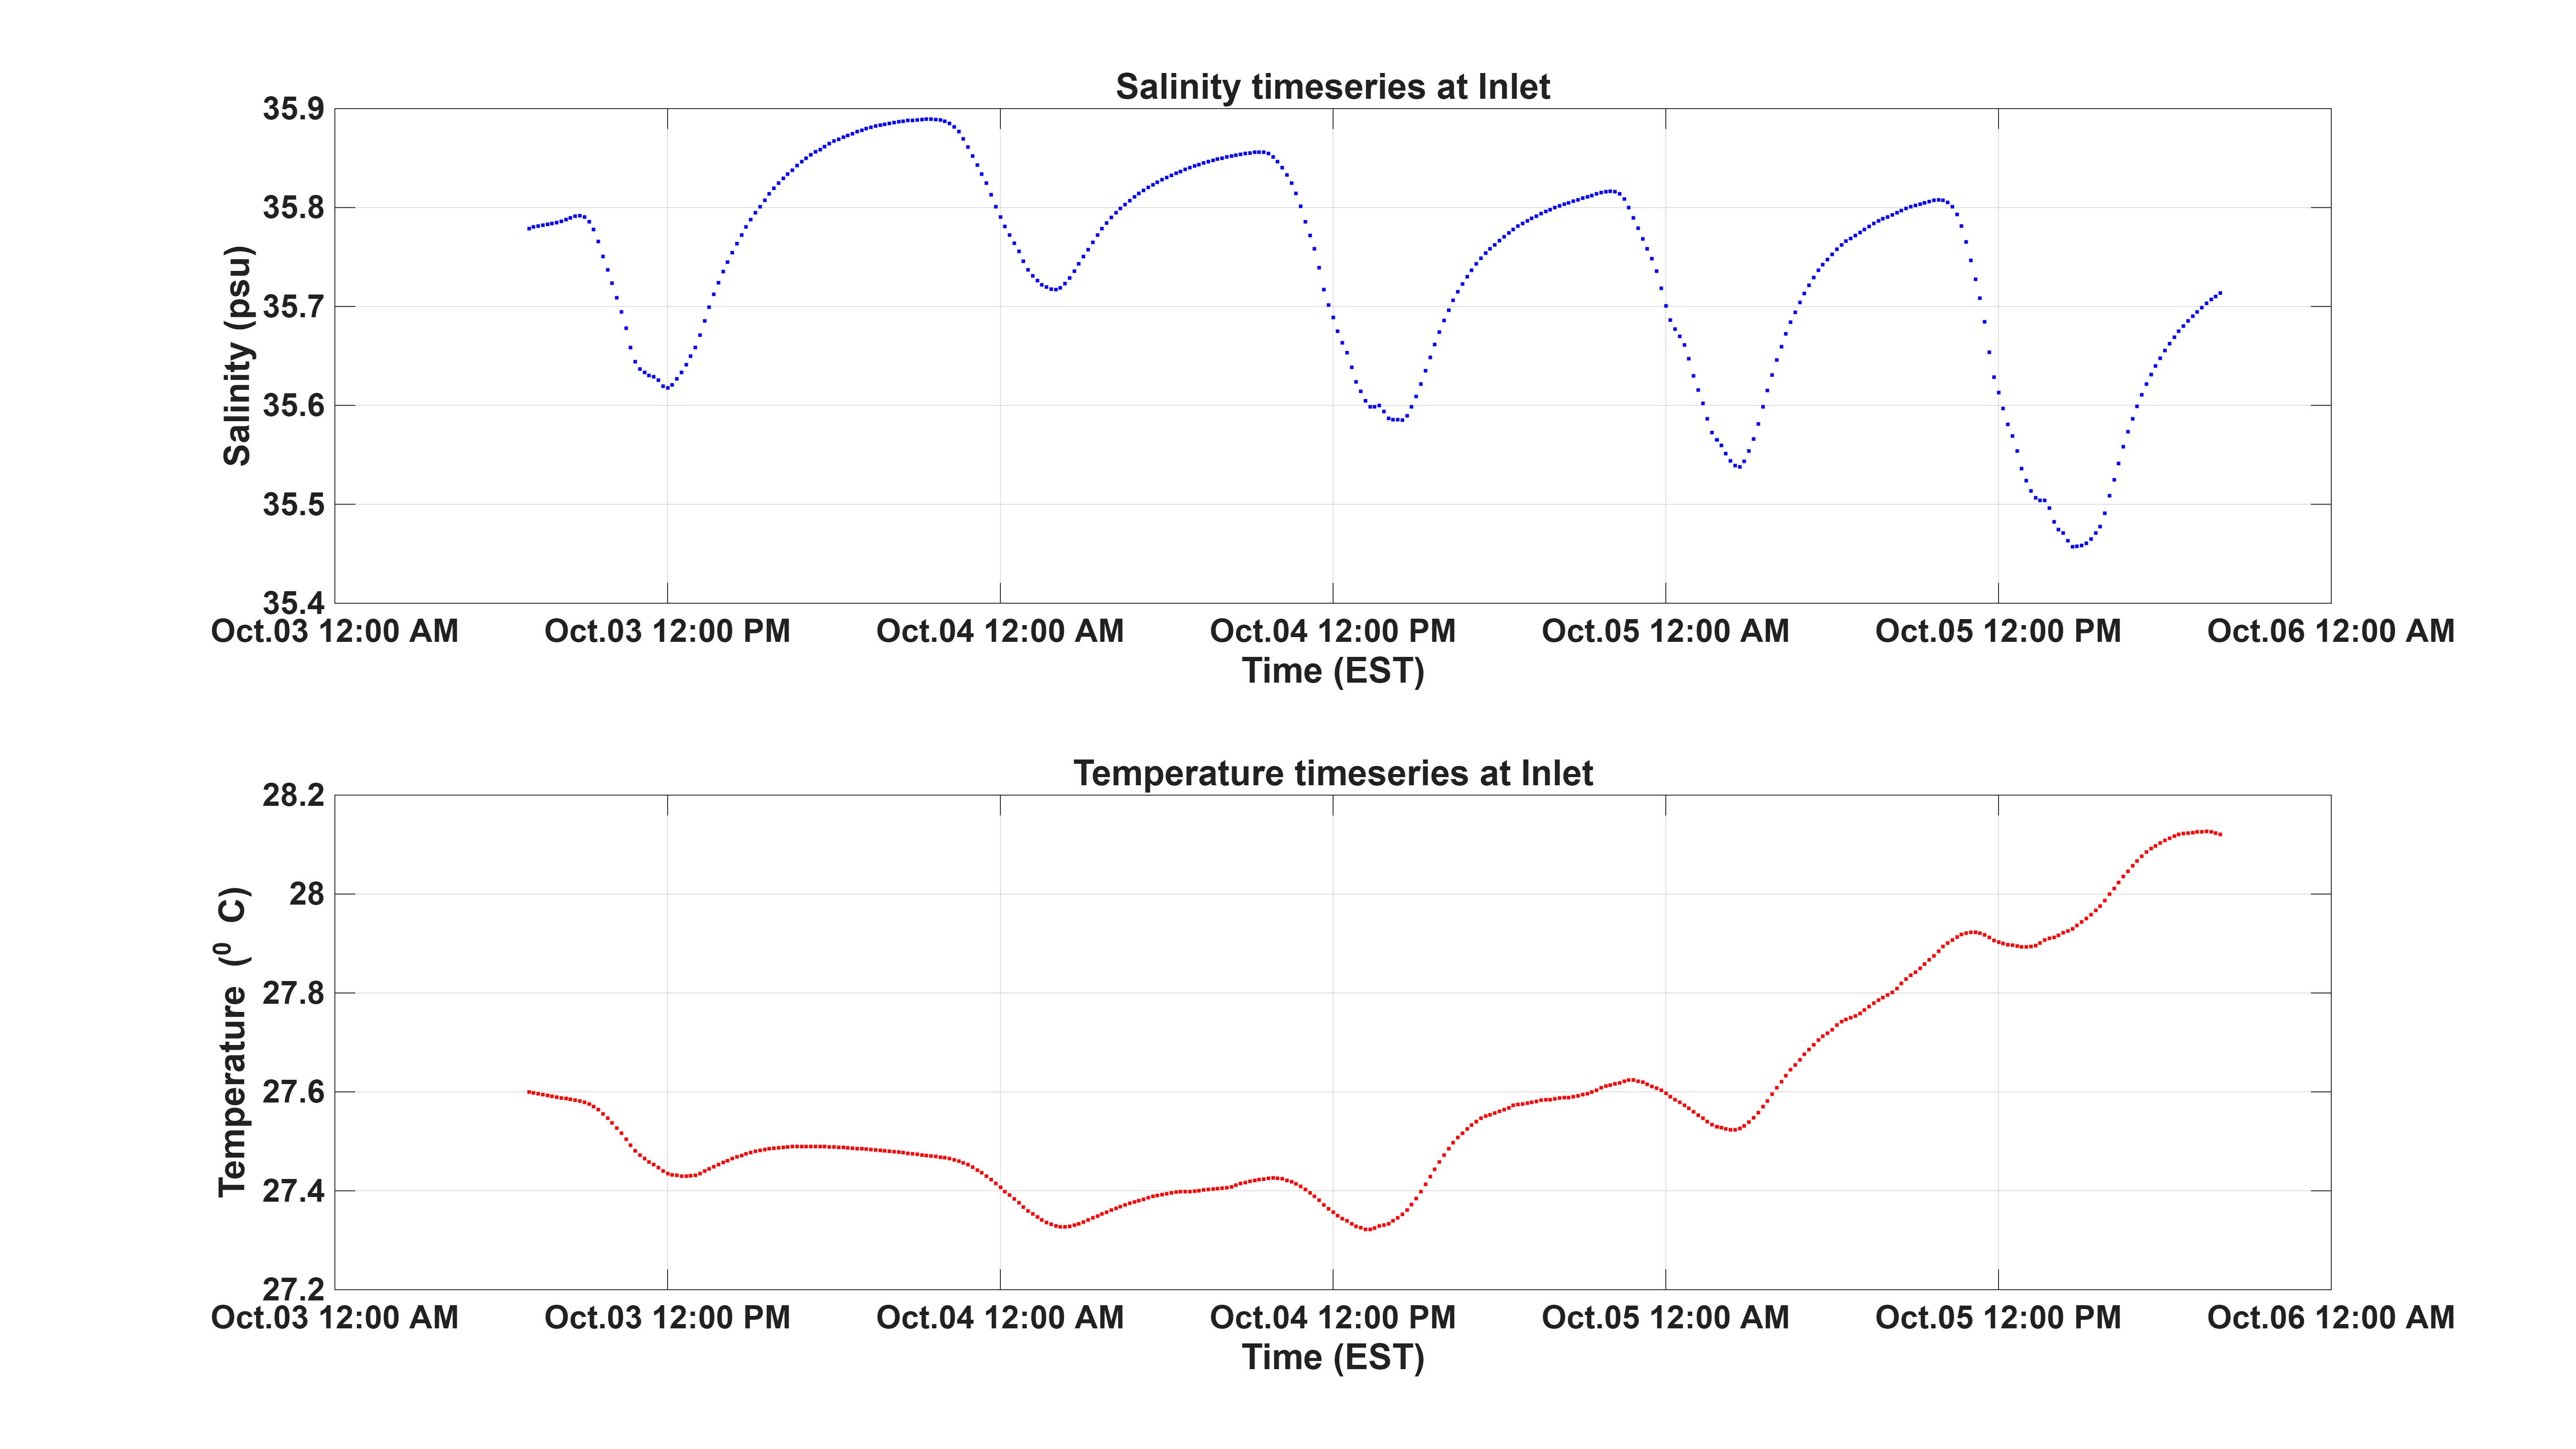 Salinity timeseries at Inlet
35.9
35.8
35.7
35.6
35.5
35.4
Salinity (psu)
Oct.03 12:00 AM Oct.03 12:00 PM Oct.04 12:00 AM Oct.04 12:00 PM Oct.05 12:00 AM Oct.05 12:00 PM Oct.06 12:00 AM
Time (EST)
Temperature timeseries at Inlet
28.2
28
27.8
27.6
27.4
27.2
Temperature (⁰ C)
Oct.03 12:00 AM Oct.03 12:00 PM Oct.04 12:00 AM Oct.04 12:00 PM Oct.05 12:00 AM Oct.05 12:00 PM Oct.06 12:00 AM
Time (EST)